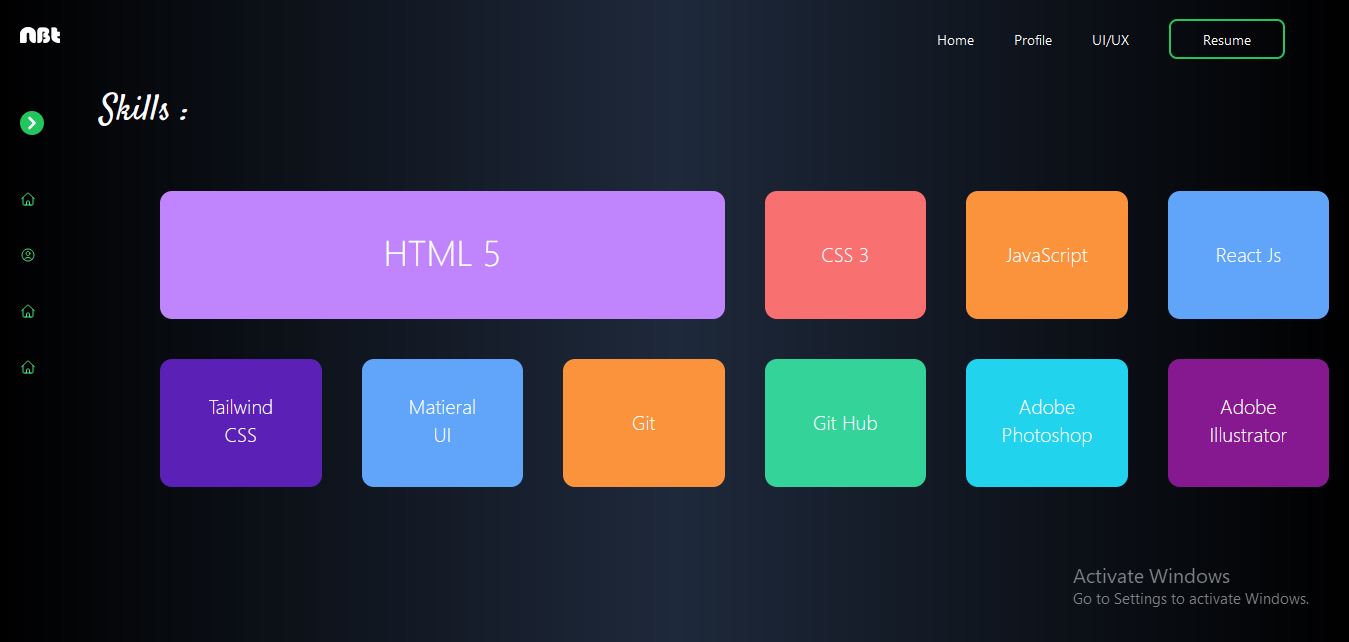 NBt
Home Profile UI/UX Resume
Skills :
HTML 5 CSS 3 JavaScript React Js
Tailwind
CSS
Matieral
UI
Git
Git Hub
Adobe
Photoshop
Adobe
Illustrator
Activate Windows
Go to Settings to activate Windows.